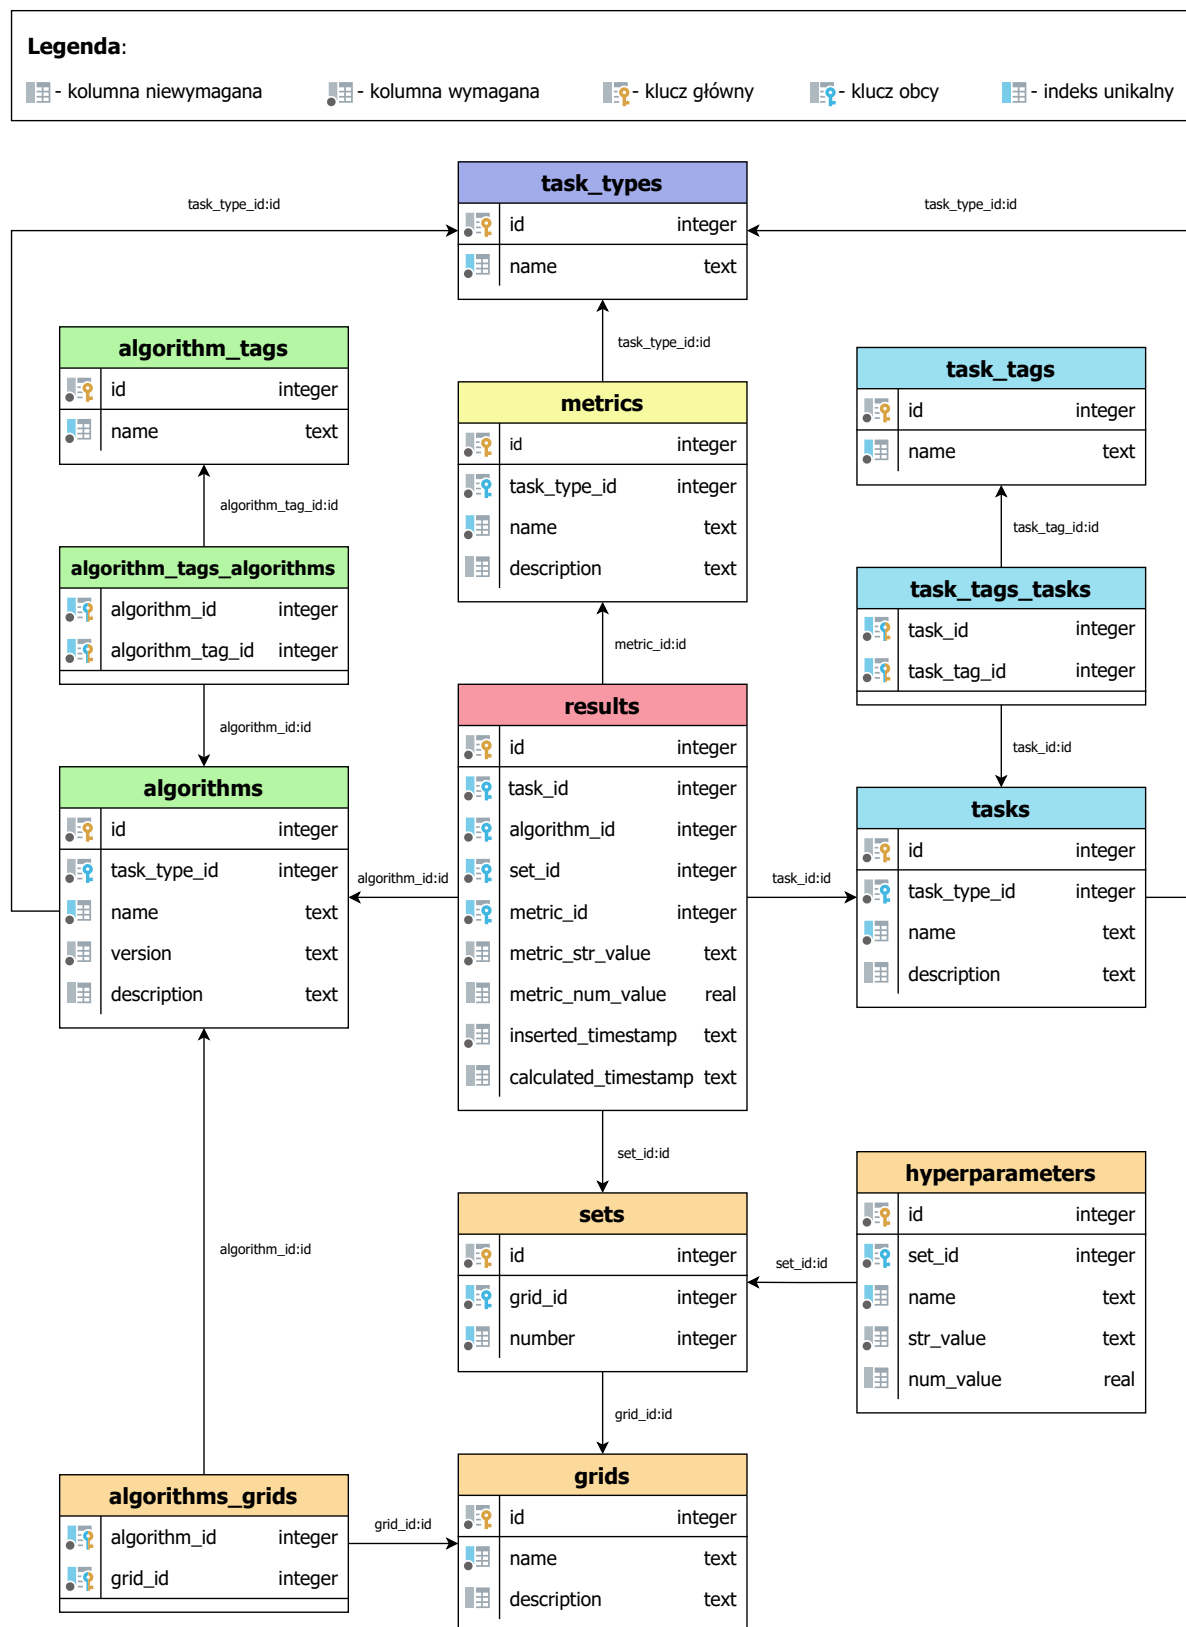 Legenda:
- kolumna niewymagana
- kolumna wymagana
- klucz główny
- klucz obcy
- indeks unikalny
task_types
id integer
name text
task_type_id:id
task_type_id:id
task_type_id:id
algorithm_tags
id integer
name text
metrics
id integer
task_type_id integer
name text
description text
task_tags
id integer
name text
algorithm_tag_id:id
task_tag_id:id
algorithm_tags_algorithms
algorithm_id integer
algorithm_tag_id integer
metric_id:id
task_tags_tasks
task_id integer
task_tag_id integer
algorithm_id:id
task_id:id
results
id integer
task_id integer
algorithm_id integer
set_id integer
metric_id integer
metric_str_value text
metric_num_value real
inserted_timestamp text
calculated_timestamp text
algorithms
id integer
task_type_id integer
name text
version text
description text
algorithm_id:id
task_id:id
tasks
id integer
task_type_id integer
name text
description text
set_id:id
algorithm_id:id
sets
id integer
grid_id integer
number integer
set_id:id
hyperparameters
id integer
set_id integer
name text
str_value text
num_value real
grid_id:id
algorithms_grids
algorithm_id integer
grid_id integer
grid_id:id
grids
id integer
name text
description text